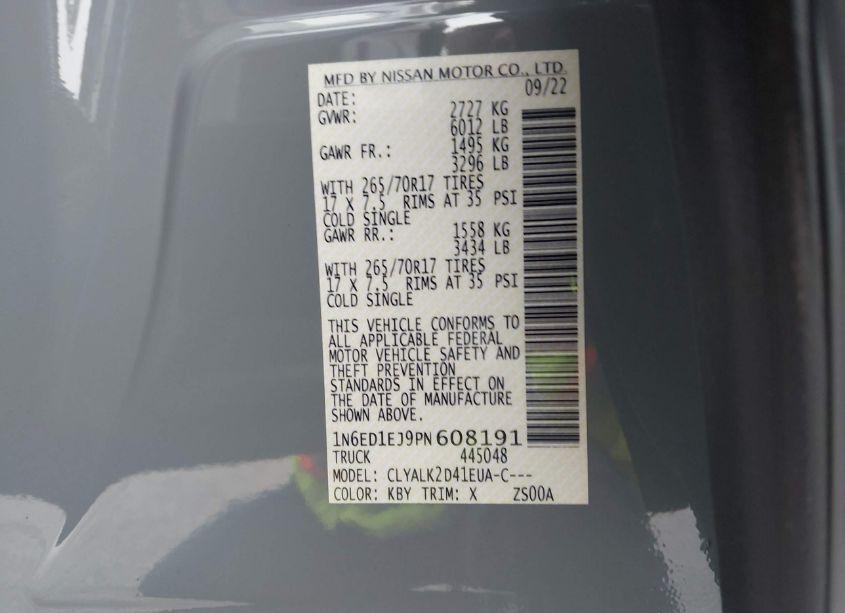 MFD BY NISSAN MOTOR CO., LTD.
DATE: 09/22
GVWR: 2727 KG
6012 LB
GAWR FR.: 1495 KG
3296 LB
WITH 265/70R17 TIRES
17 X 7.5 RIMS AT 35 PSI
COLD SINGLE
GAWR RR.: 1558 KG
3434 LB
WITH 265/70R17 TIRES
17 X 7.5 RIMS AT 35 PSI
COLD SINGLE
THIS VEHICLE CONFORMS TO
ALL APPLICABLE FEDERAL
MOTOR VEHICLE SAFETY AND
THEFT PREVENTION
STANDARDS IN EFFECT ON
THE DATE OF MANUFACTURE
SHOWN ABOVE.
1N6ED1EJ9PN608191
TRUCK 445048
MODEL: CLYALK2D41EUA-C---
COLOR: KBY TRIM: X ZS00A